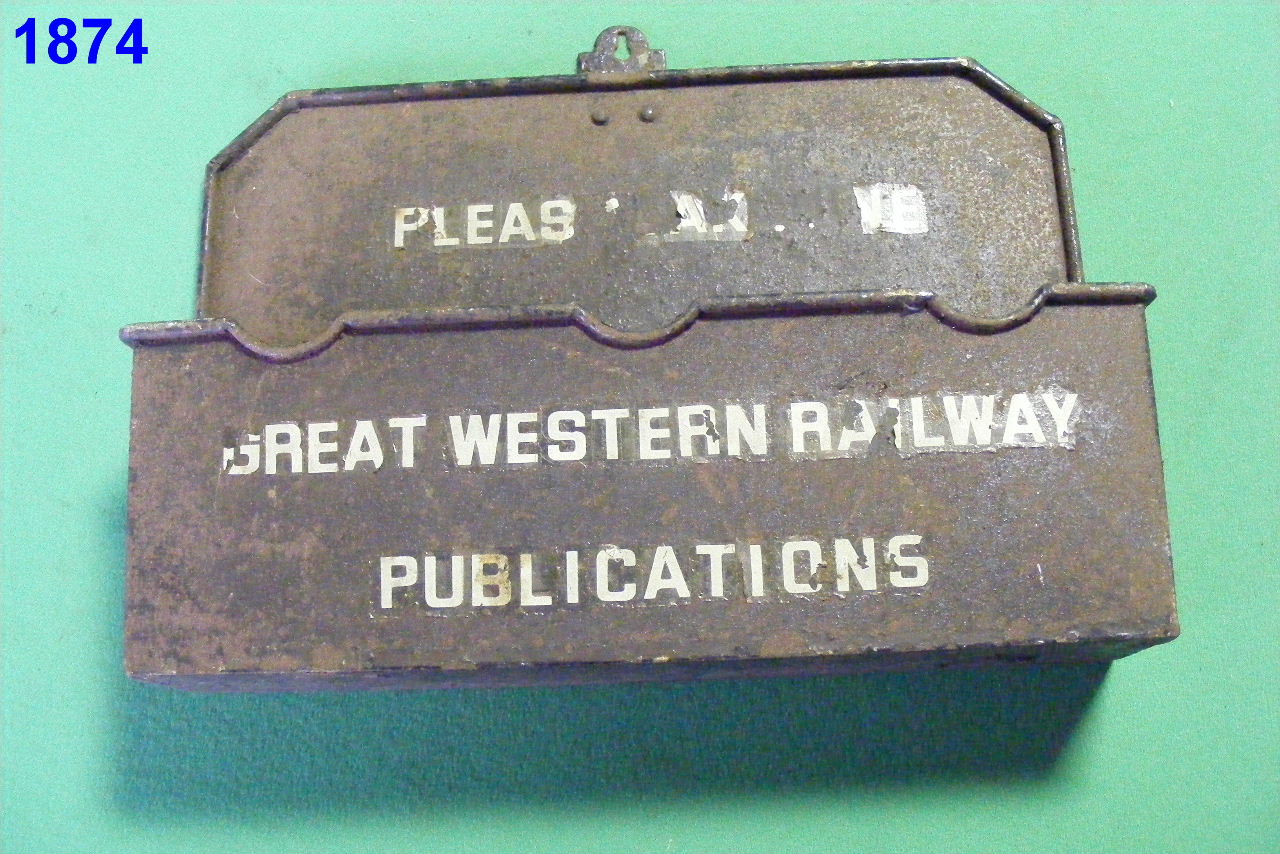 1874
PLEAS
GREAT WESTERN RAILWAY
PUBLICATIONS